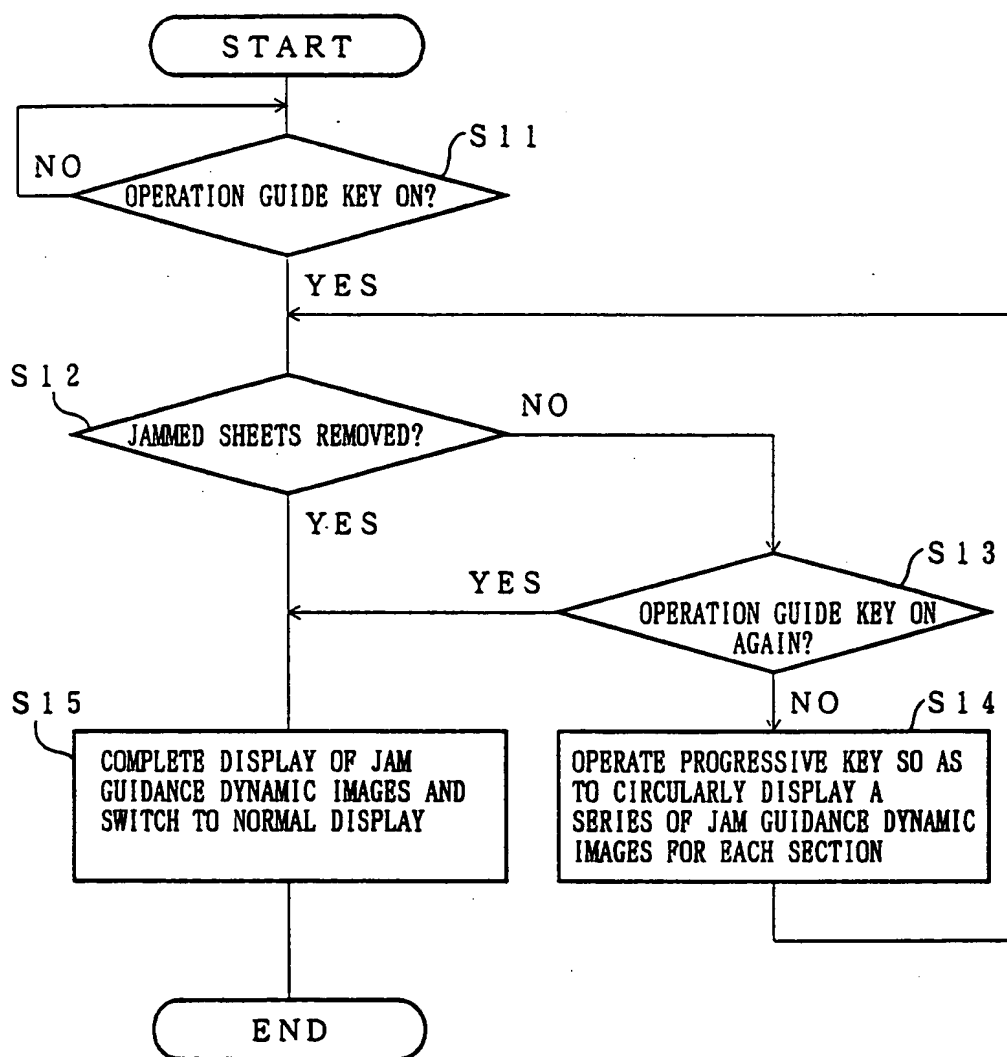 START
S11
NO
OPERATION GUIDE KEY ON?
YES
S12
NO
JAMMED SHEETS REMOVED?
YES
S13
YES
OPERATION GUIDE KEY ON
AGAIN?
NO
S15
S14
COMPLETE DISPLAY OF JAM
GUIDANCE DYNAMIC IMAGES AND
SWITCH TO NORMAL DISPLAY
OPERATE PROGRESSIVE KEY SO AS
TO CIRCULARLY DISPLAY A
SERIES OF JAM GUIDANCE DYNAMIC
IMAGES FOR EACH SECTION
END